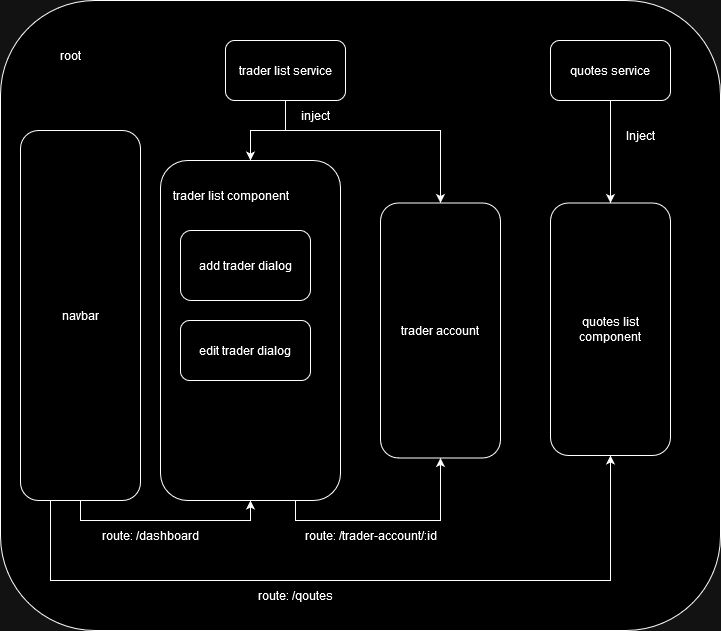 root
trader list service
quotes service
inject
Inject
trader list component
add trader dialog
navbar
edit trader dialog
trader account
quotes list
component
route: /dashboard
route: /trader-account/:id
route: /qoutes